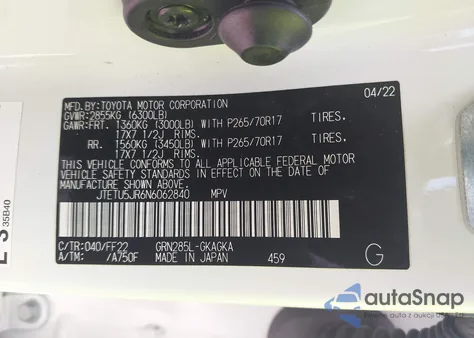 04/22
MFD.BY:TOYOTA MOTOR CORPORATION
GVWR:2855KG (6300LB)
GAWR:FRT. 1360KG (3000LB) WITH P265/70R17 TIRES.
17X7 1/2J RIMS.
RR. 1560KG (3450LB) WITH P265/70R17 TIRES.
17X7 1/2J RIMS.
THIS VEHICLE CONFORMS TO ALL APPLICABLE FEDERAL MOTOR
VEHICLE SAFETY STANDARDS IN EFFECT ON THE DATE OF
MANUFACTURE SHOWN ABOVE.
JTETU5JR6N6062840 MPV
C/TR:040/FF22 GRN285L-GKAGKA
A/TM: /A750F MADE IN JAPAN 459
G
35B40
autoSnap